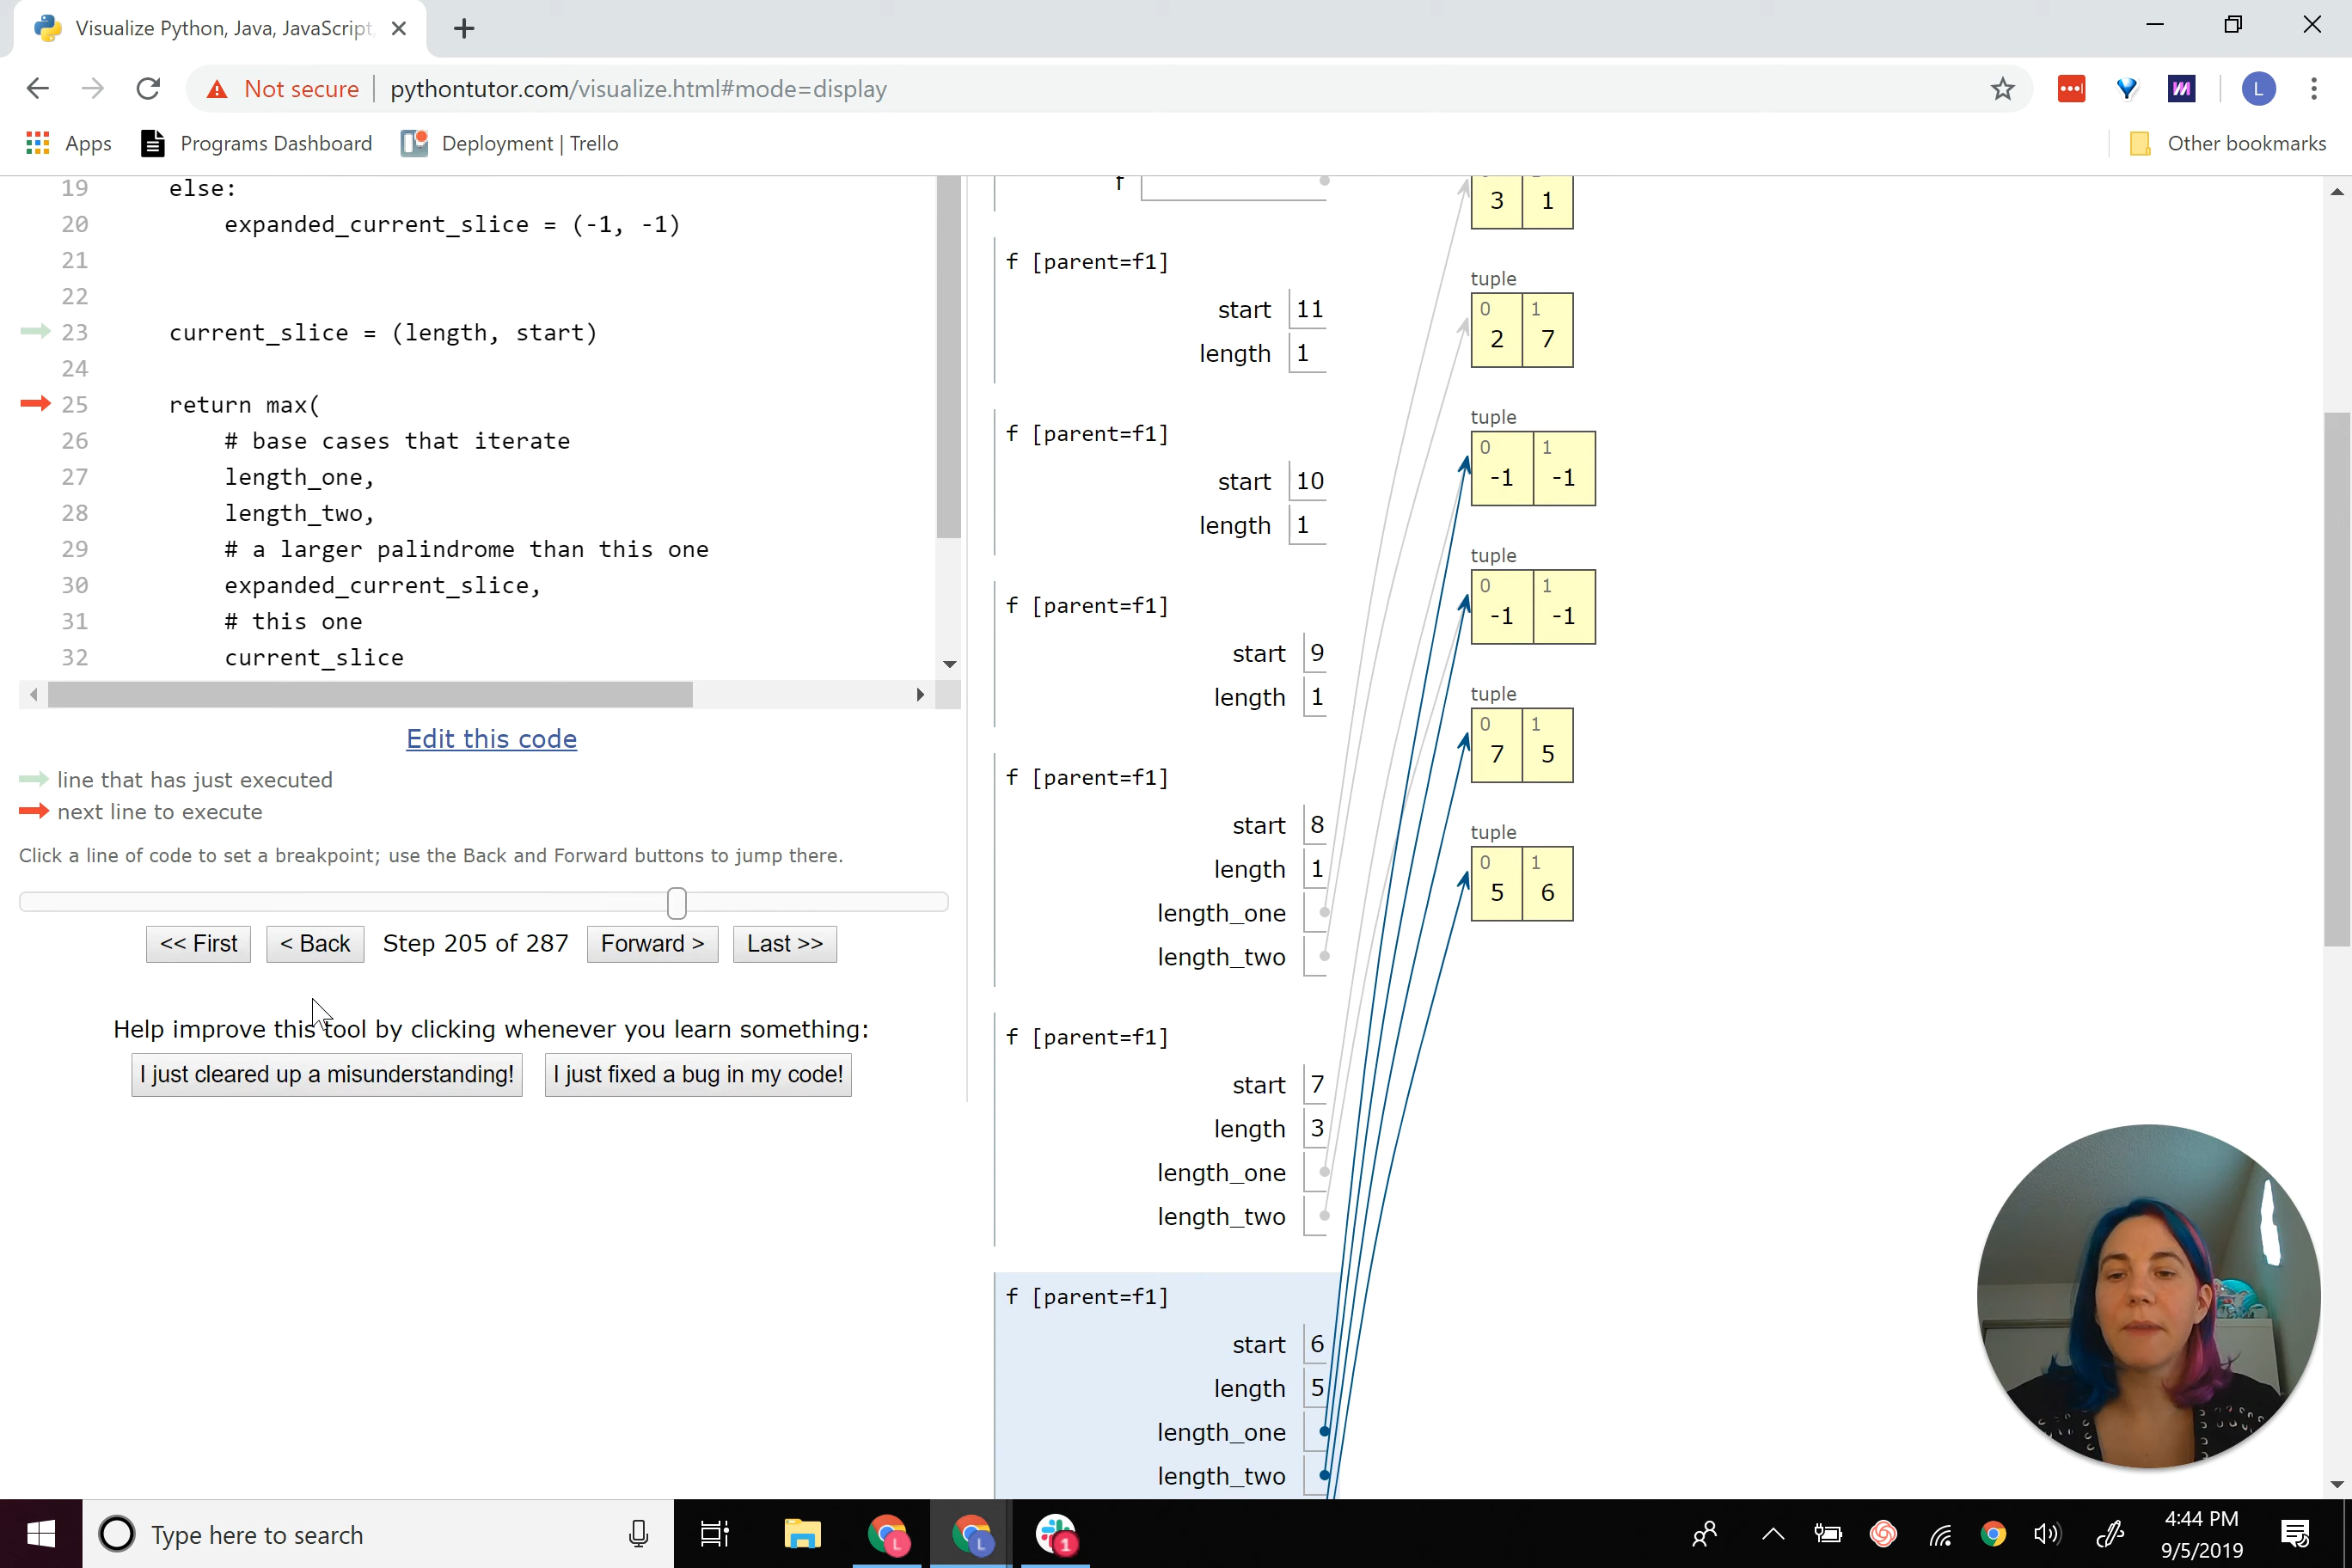 Visualize Python, Java, JavaScript,
Not secure
pythontutor.com/visualize.html#mode=display
L
Apps
Programs Dashboard
Deployment | Trello
Other bookmarks
19 else:
20 expanded_current_slice = (-1, -1)
21
22
23 current_slice = (length, start)
24
25 return max(
26 # base cases that iterate
27 length_one,
28 length_two,
29 # a larger palindrome than this one
30 expanded_current_slice,
31 # this one
32 current_slice
Edit this code
line that has just executed
next line to execute
Click a line of code to set a breakpoint; use the Back and Forward buttons to jump there.
<< First
< Back
Step 205 of 287
Forward >
Last >>
Help improve this tool by clicking whenever you learn something:
I just cleared up a misunderstanding!
I just fixed a bug in my code!
f
f [parent=f1]
start 11
length 1
f [parent=f1]
start 10
length 1
f [parent=f1]
start 9
length 1
f [parent=f1]
start 8
length 1
length_one
length_two
f [parent=f1]
start 7
length 3
length_one
length_two
f [parent=f1]
start 6
length 5
length_one
length_two
3 1
tuple
0 1
2 7
tuple
0 1
-1 -1
tuple
0 1
-1 -1
tuple
0 1
7 5
tuple
0 1
5 6
Type here to search
L
L
1
4:44 PM
9/5/2019